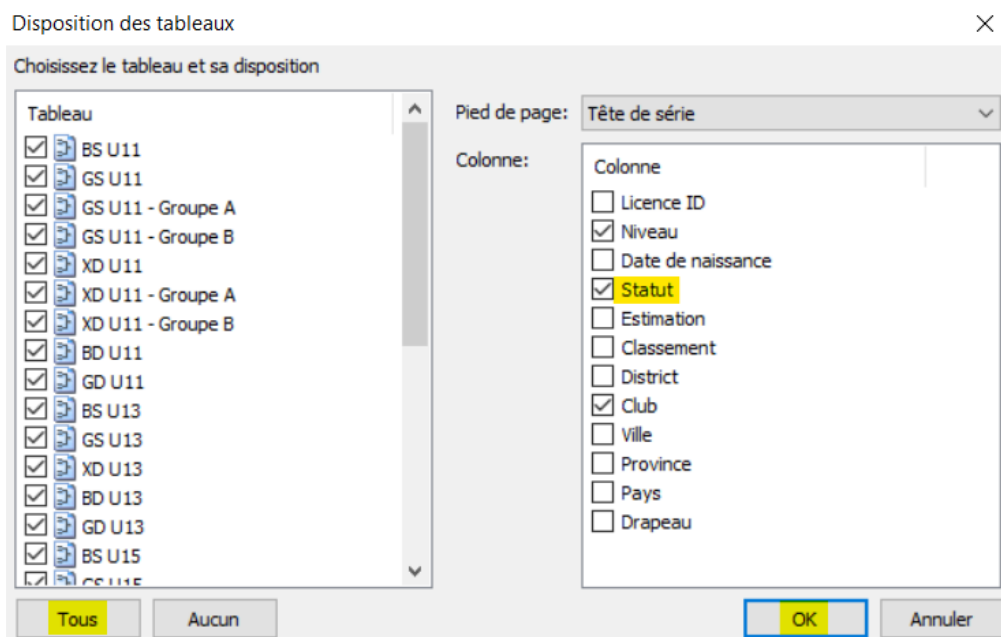 Disposition des tableaux
Choisissez le tableau et sa disposition
Tableau
BS U11
GS U11
GS U11 - Groupe A
GS U11 - Groupe B
XD U11
XD U11 - Groupe A
XD U11 - Groupe B
BD U11
GD U11
BS U13
GS U13
XD U13
BD U13
GD U13
BS U15
GS U15
Tous
Aucun
Pied de page:
Tête de série
Colonne:
Colonne
Licence ID
Niveau
Date de naissance
Statut
Estimation
Classement
District
Club
Ville
Province
Pays
Drapeau
OK
Annuler